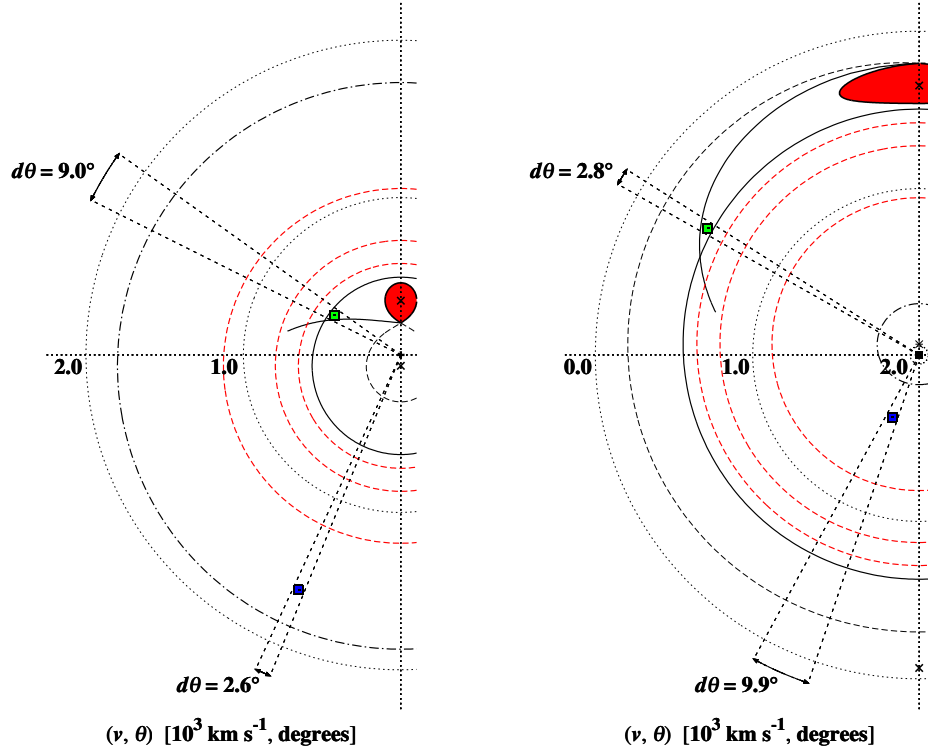 dθ = 9.0°
2.0
1.0
dθ = 2.6°
(v, θ) [10³ km s⁻¹, degrees]
dθ = 2.8°
0.0
1.0
2.0
dθ = 9.9°
(v, θ) [10³ km s⁻¹, degrees]